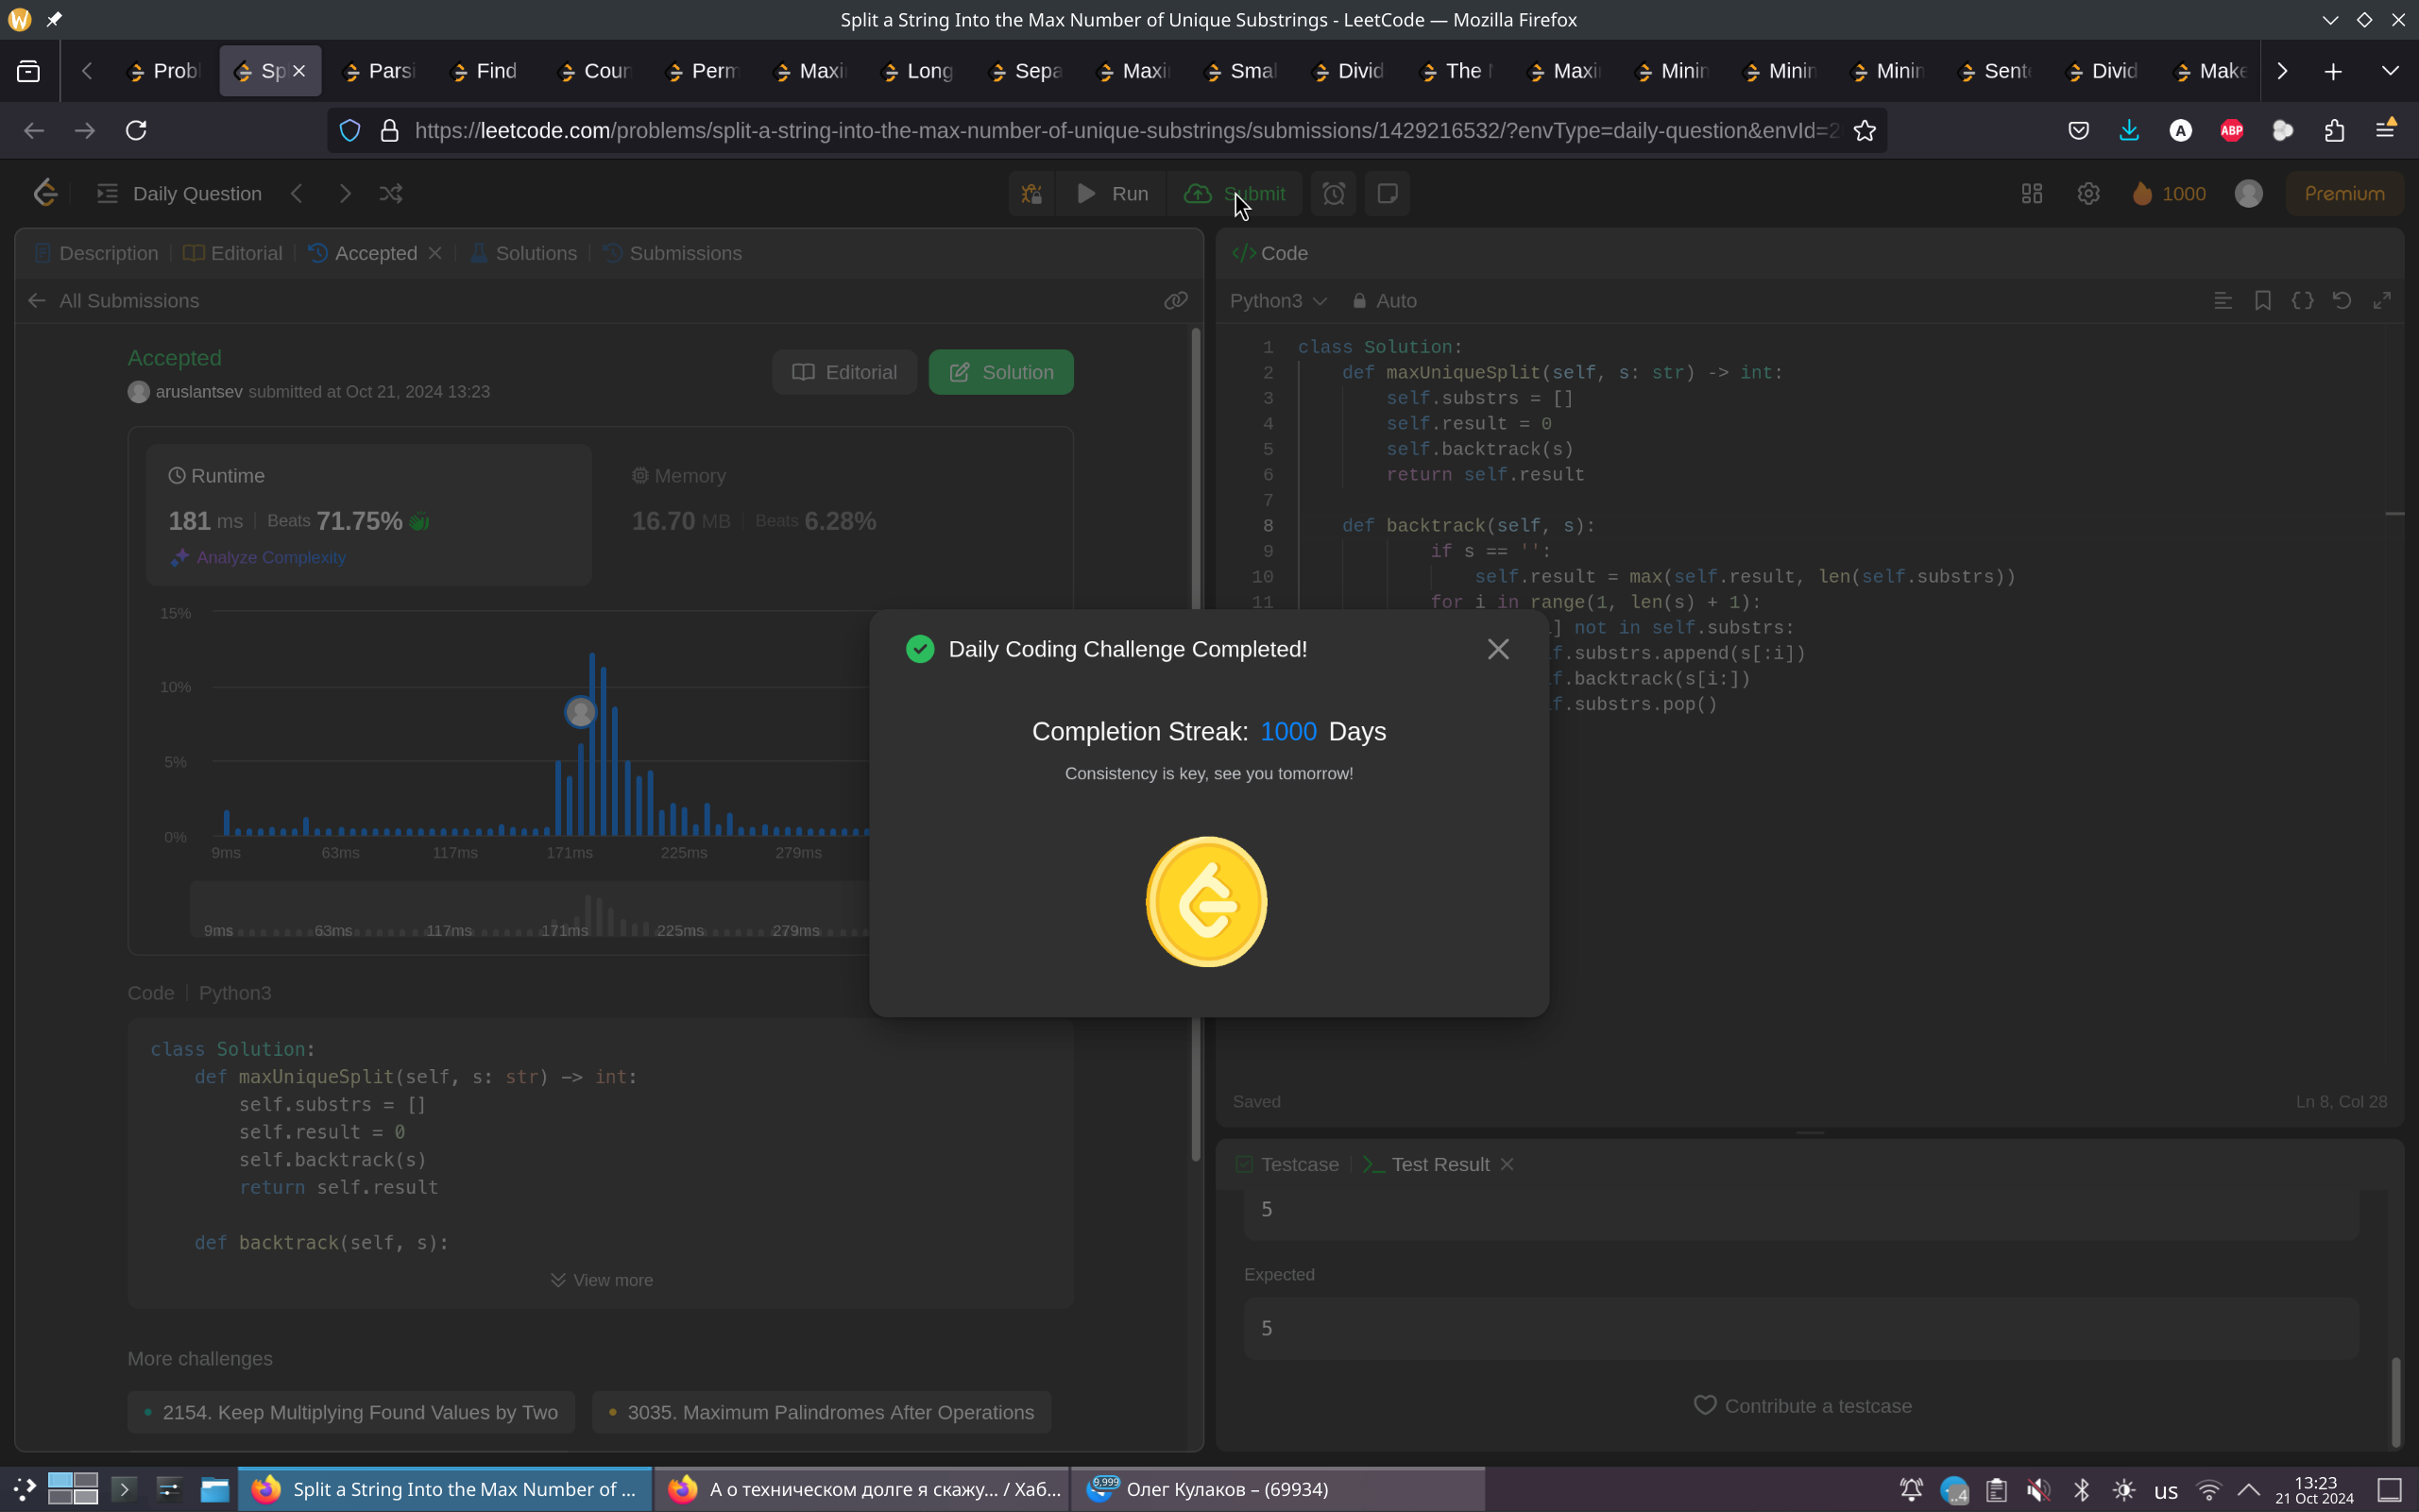 Split a String Into the Max Number of Unique Substrings - LeetCode — Mozilla Firefox
Probl
Sp
Parsi
Find
Coun
Perm
Maxi
Long
Sepa
Maxi
Smal
Divid
The
Maxi
Minin
Minin
Minin
Sente
Divid
Make
https://leetcode.com/problems/split-a-string-into-the-max-number-of-unique-substrings/submissions/1429216532/?envType=daily-question&envId=2
A
ABP
Daily Question
Run
Submit
1000
Premium
Description
Editorial
Accepted
Solutions
Submissions
All Submissions
Accepted
aruslantsev submitted at Oct 21, 2024 13:23
Editorial
Solution
Runtime
181 ms
Beats 71.75%
Analyze Complexity
Memory
16.70 MB
Beats 6.28%
15%
10%
5%
0%
9ms 63ms 117ms 171ms 225ms 279ms
9ms 63ms 117ms 171ms 225ms 279ms
Code
Python3
class Solution:
def maxUniqueSplit(self, s: str) -> int:
self.substrs = []
self.result = 0
self.backtrack(s)
return self.result
def backtrack(self, s):
View more
More challenges
2154. Keep Multiplying Found Values by Two
3035. Maximum Palindromes After Operations
</> Code
Python3
Auto
1 class Solution:
2 def maxUniqueSplit(self, s: str) -> int:
3 self.substrs = []
4 self.result = 0
5 self.backtrack(s)
6 return self.result
7
8 def backtrack(self, s):
9 if s == '':
10 self.result = max(self.result, len(self.substrs))
11 for i in range(1, len(s) + 1):
] not in self.substrs:
f.substrs.append(s[:i])
f.backtrack(s[i:])
f.substrs.pop()
Saved
Ln 8, Col 28
Daily Coding Challenge Completed!
Completion Streak: 1000 Days
Consistency is key, see you tomorrow!
Testcase
Test Result
5
Expected
5
Contribute a testcase
Split a String Into the Max Number of ...
А о техническом долге я скажу... / Хаб...
9,999
Олег Кулаков – (69934)
us
13:23
21 Oct 2024